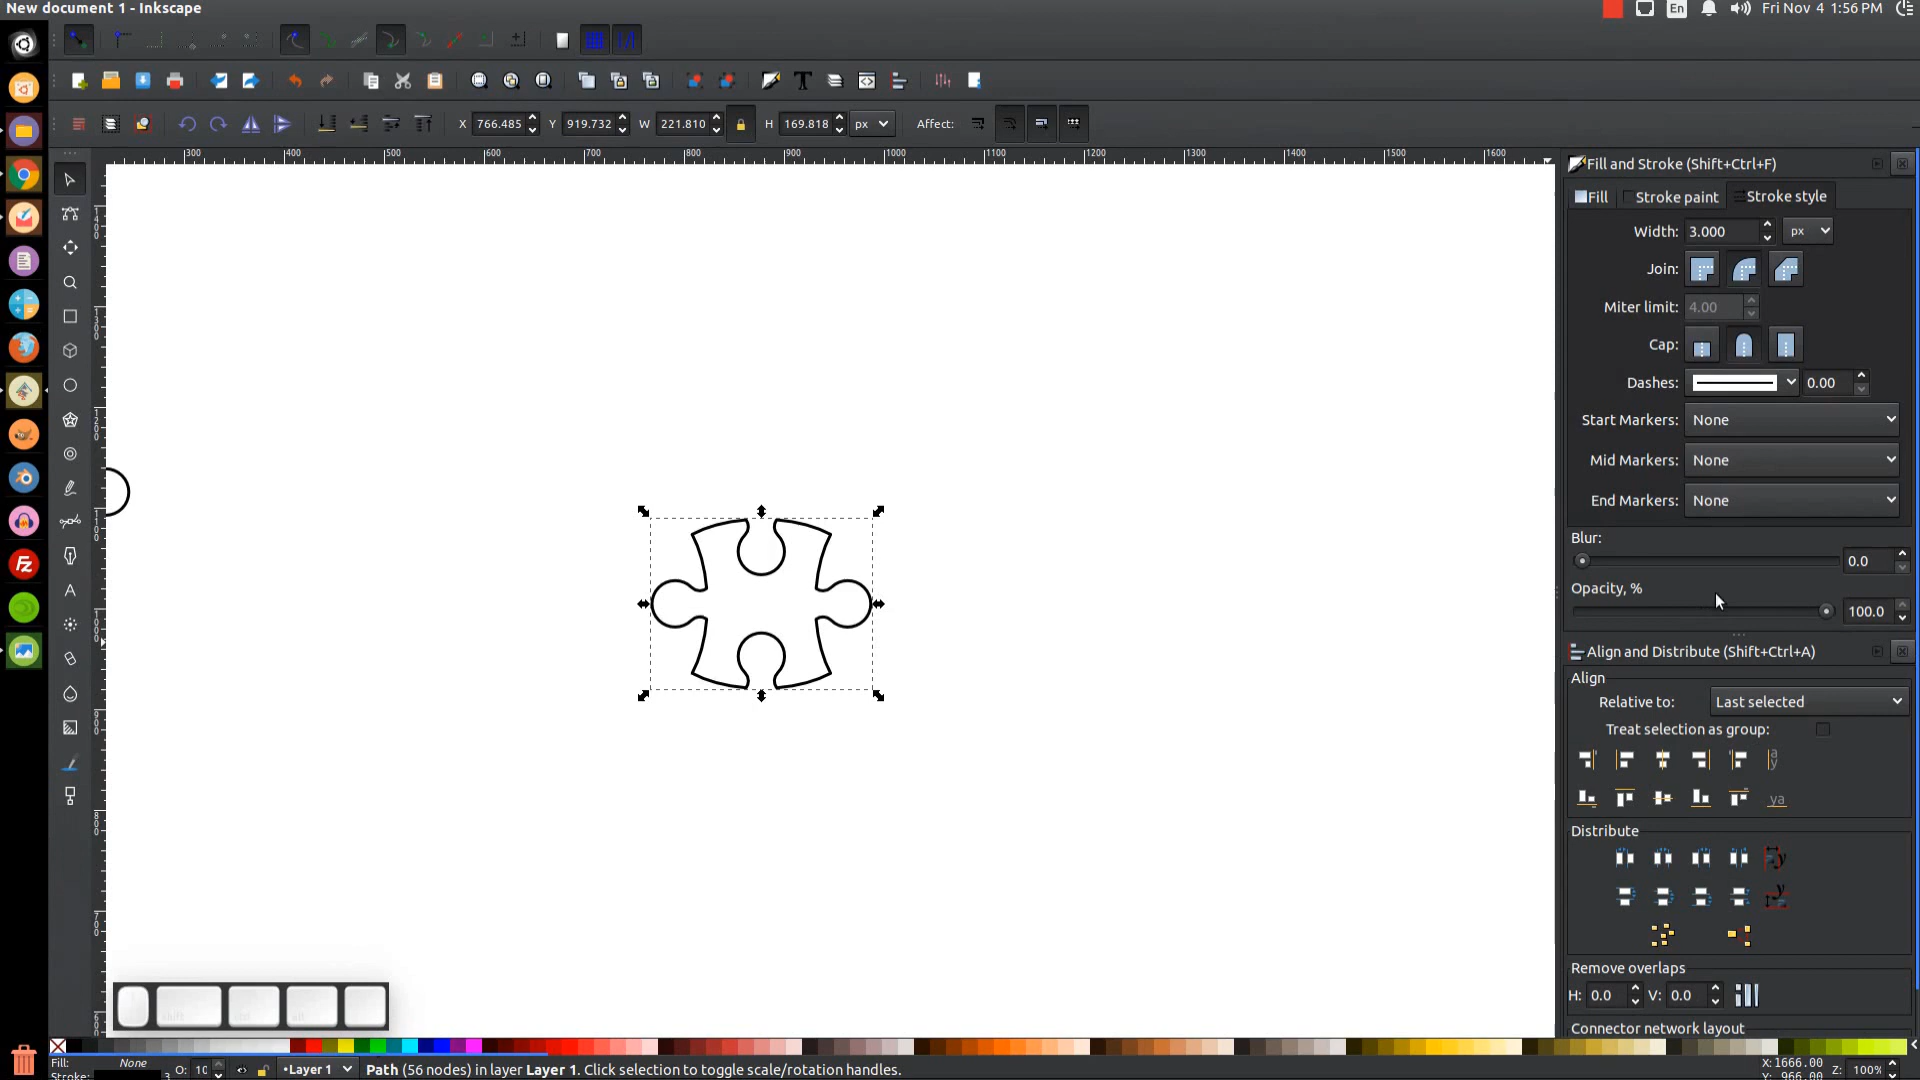 New document 1 - Inkscape
En
Fri Nov 4 1:56 PM
X 766.485 Y 919.732 W 221.810 H 169.818 px Affect:
300 400 500 600 700 800 900 1000 1100 1200 1300 1400 1500 1600
Fill and Stroke (Shift+Ctrl+F)
Fill Stroke paint Stroke style
Width: 3.000 px
Join:
Miter limit: 4.00
Cap:
Dashes: 0.00
Start Markers: None
Mid Markers: None
End Markers: None
Blur:
0.0
Opacity, %
100.0
Align and Distribute (Shift+Ctrl+A)
Align
Relative to: Last selected
Treat selection as group:
Distribute
Remove overlaps
H: 0.0 V: 0.0
Connector network layout
shift
alt
Fill: None O: 10 •Layer 1 Path (56 nodes) in layer Layer 1. Click selection to toggle scale/rotation handles. X:1666.00 Z: 100%
Stroke: 3 Y: 966.00